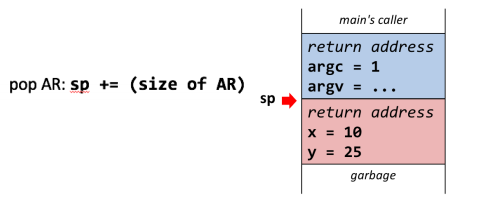 main's caller
return address
argc = 1
argv = ...
pop AR: sp += (size of AR)
sp
return address
x = 10
y = 25
garbage